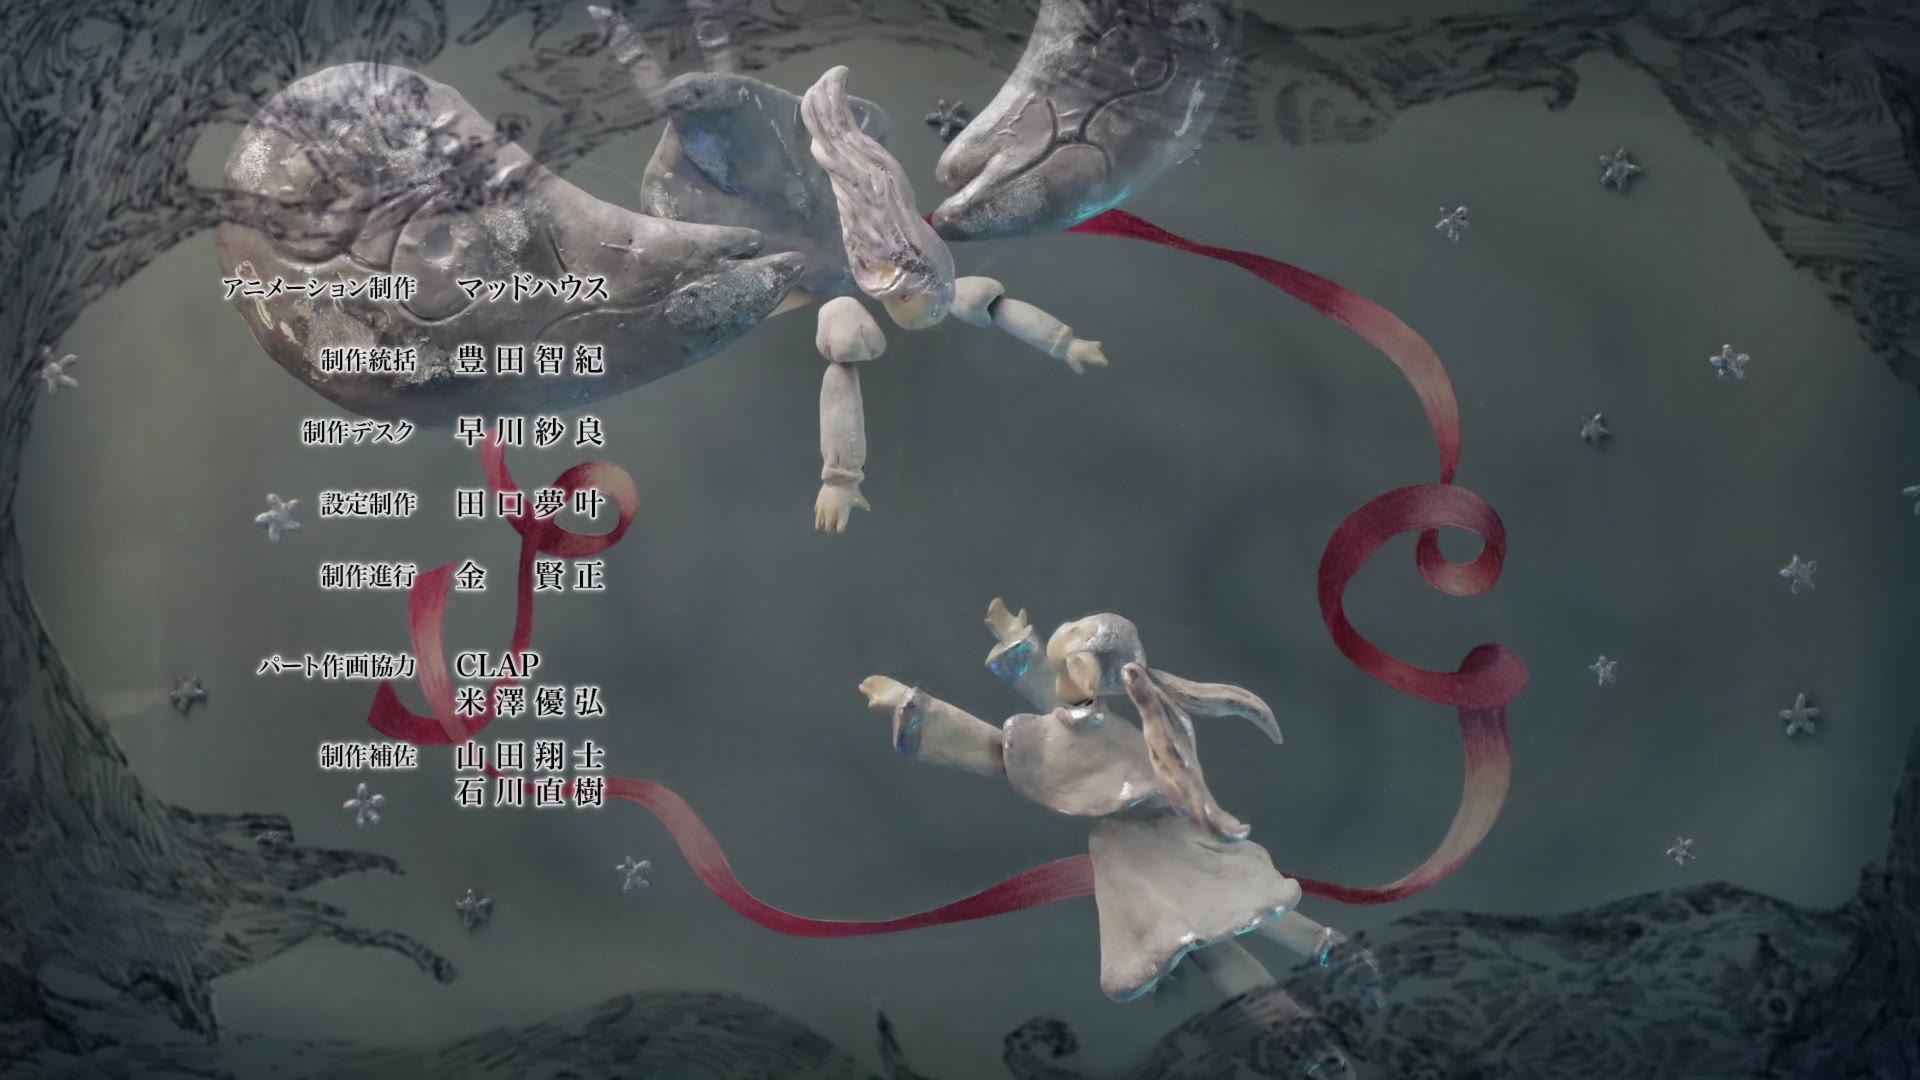 アニメーション制作 マッドハウス
制作統括 豊田智紀
制作デスク 早川紗良
設定制作 田口夢叶
制作進行 金 賢正
パート作画協力 CLAP
米澤優弘
制作補佐 山田翔士
石川直樹